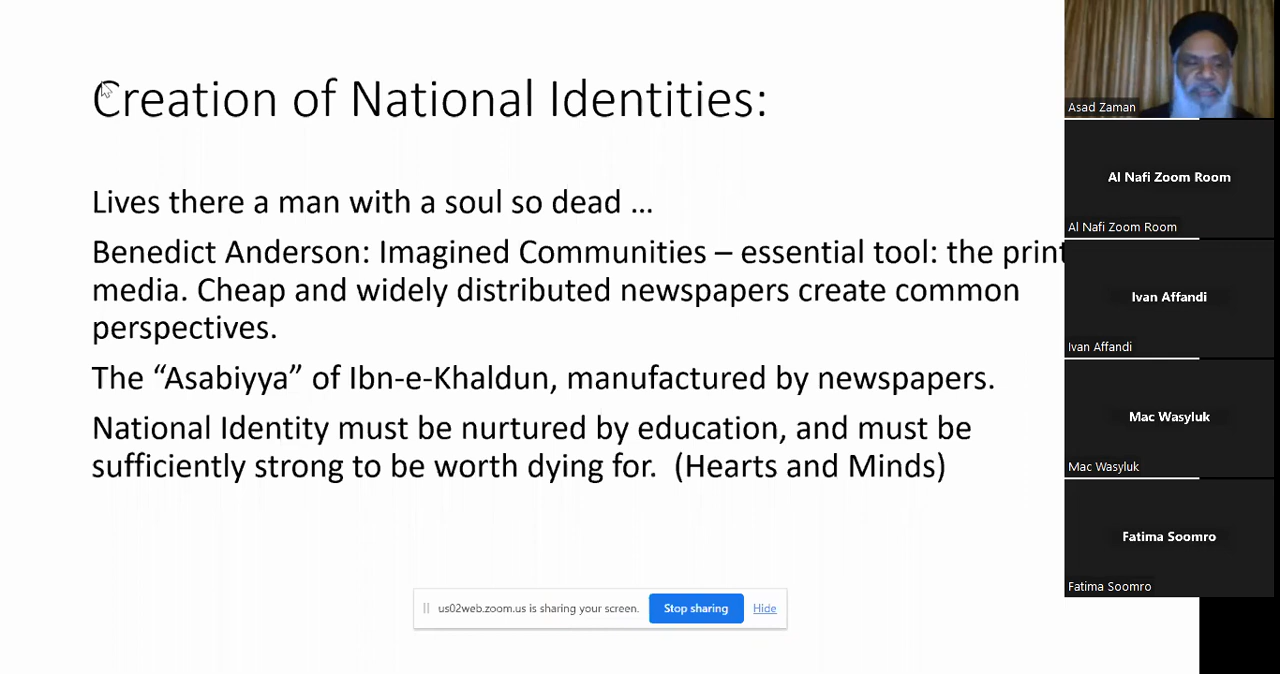 Creation of National Identities:
Lives there a man with a soul so dead …
Benedict Anderson: Imagined Communities – essential tool: the print
media. Cheap and widely distributed newspapers create common
perspectives.
The “Asabiyya” of Ibn-e-Khaldun, manufactured by newspapers.
National Identity must be nurtured by education, and must be
sufficiently strong to be worth dying for. (Hearts and Minds)
us02web.zoom.us is sharing your screen.
Stop sharing
Hide
Asad Zaman
Al Nafi Zoom Room
Al Nafi Zoom Room
Ivan Affandi
Ivan Affandi
Mac Wasyluk
Mac Wasyluk
Fatima Soomro
Fatima Soomro